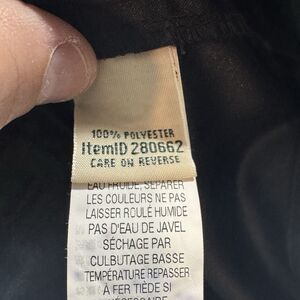 100% POLYESTER
ItemID 280662
CARE ON REVERSE
EAU FROIDE, SÉPARER
LES COULEURS NE PAS
LAISSER ROULÉ HUMIDE
PAS D'EAU DE JAVEL
SÉCHAGE PAR
CULBUTAGE BASSE
TEMPÉRATURE REPASSER
À FER TIÈDE SI
NÉCESSAIRE